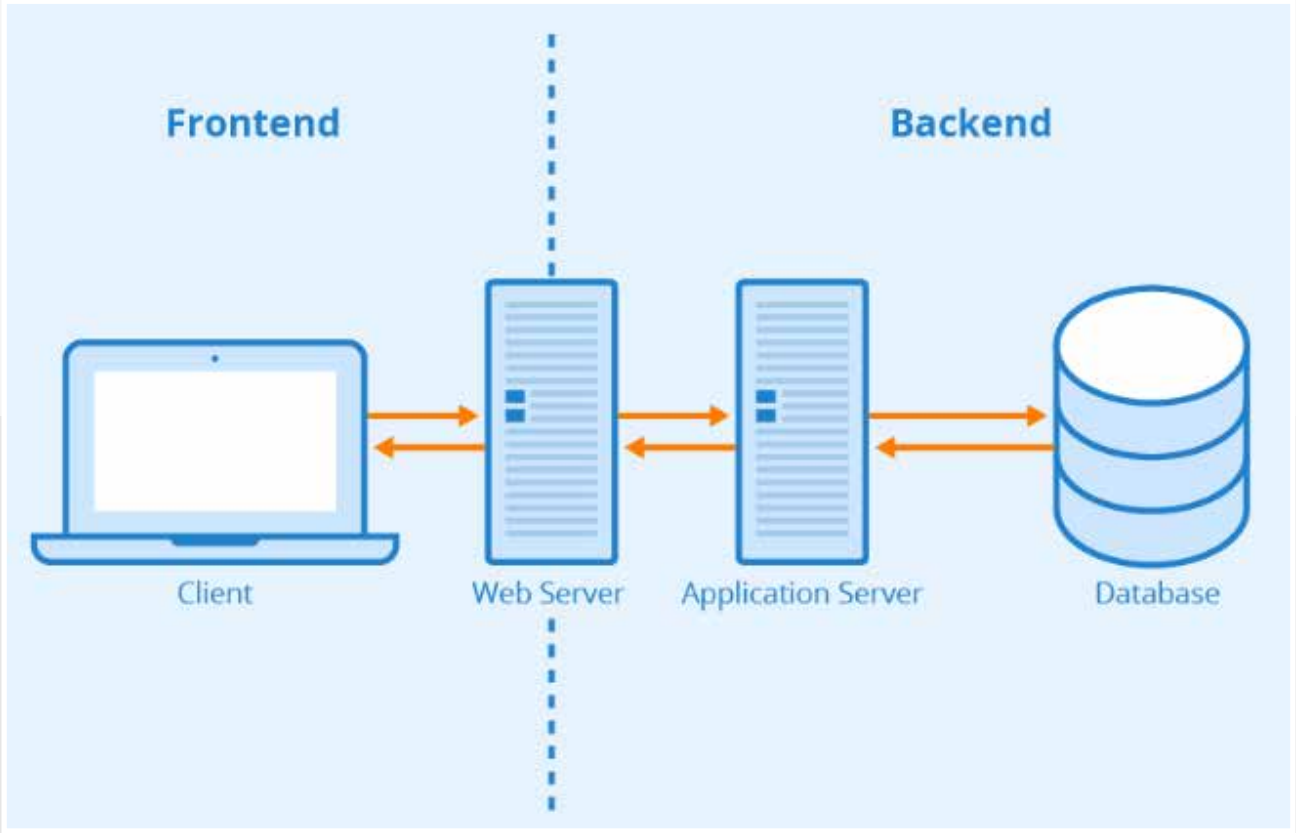 Frontend
Backend
Client
Web Server
Application Server
Database